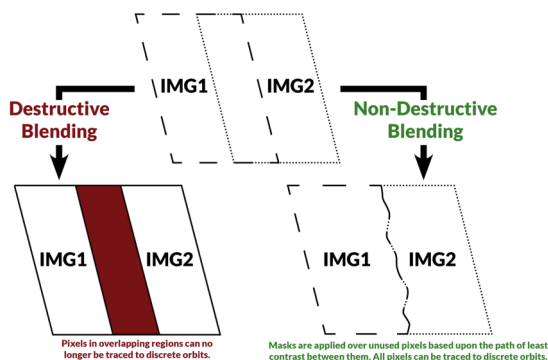 IMG1
IMG2
Destructive
Blending
Non-Destructive
Blending
IMG1
IMG2
IMG1
IMG2
Pixels in overlapping regions can no
longer be traced to discrete orbits.
Masks are applied over unused pixels based upon the path of least
contrast between them. All pixels can be traced to discrete orbits.